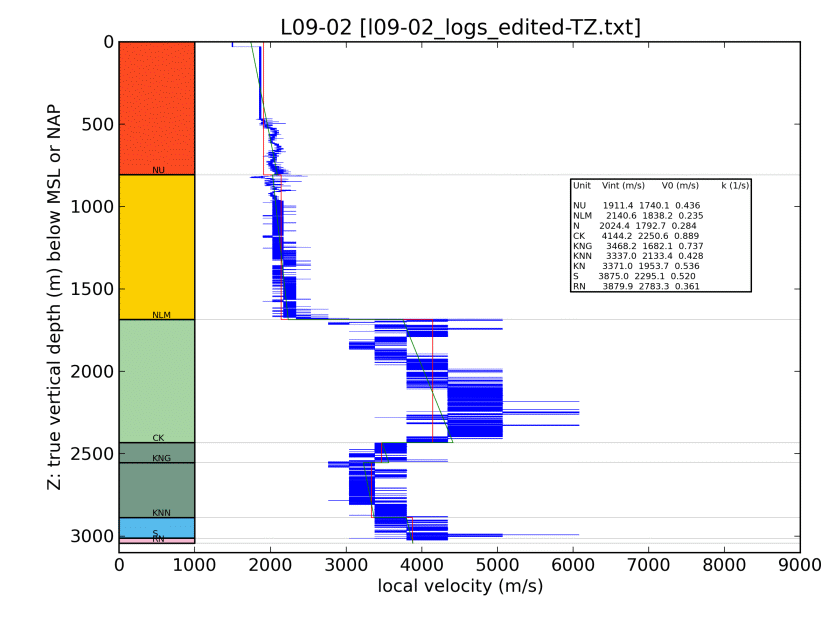 L09-02 [l09-02_logs_edited-TZ.txt]
Z: true vertical depth (m) below MSL or NAP
0
500
1000
1500
2000
2500
3000
NU
NLM
CK
KNG
KNN
S
RN
Unit Vint (m/s) V0 (m/s) k (1/s)
NU 1911.4 1740.1 0.436
NLM 2140.6 1838.2 0.235
N 2024.4 1792.7 0.284
CK 4144.2 2250.6 0.889
KNG 3468.2 1682.1 0.737
KNN 3337.0 2133.4 0.428
KN 3371.0 1953.7 0.536
S 3875.0 2295.1 0.520
RN 3879.9 2783.3 0.361
0 1000 2000 3000 4000 5000 6000 7000 8000 9000
local velocity (m/s)